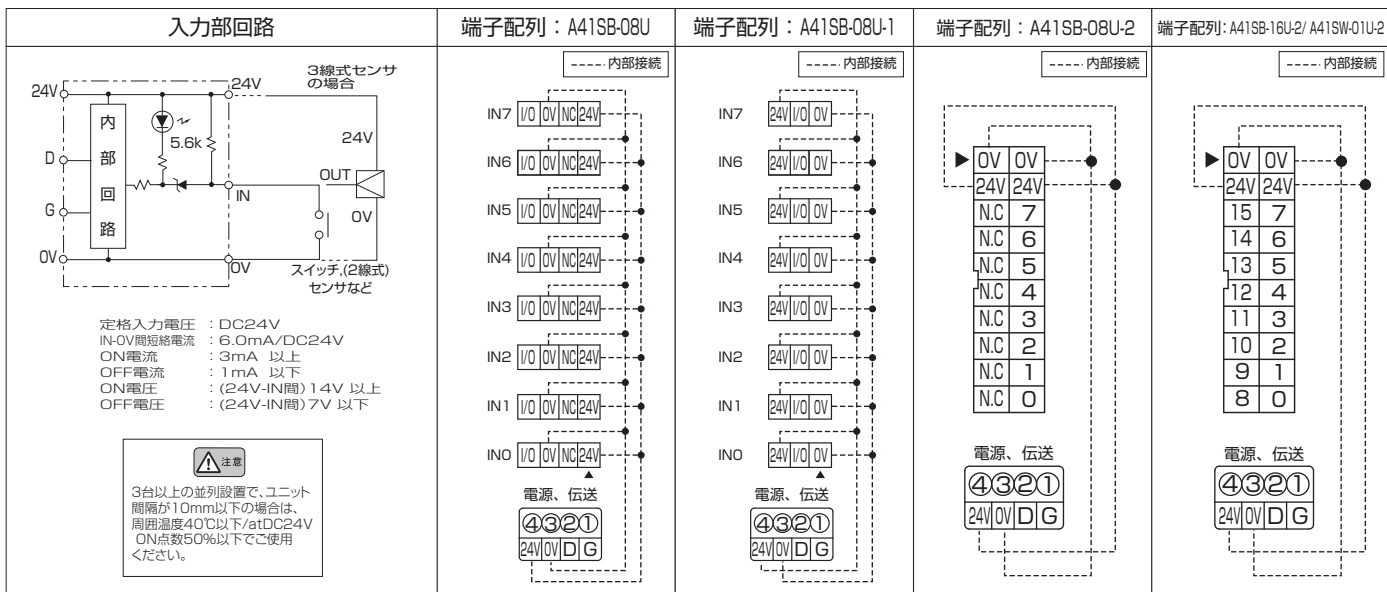 入力部回路
24V
24V
3線式センサ
の場合
内部回路
5.6k
24V
D
OUT
IN
G
0V
0V
0V
スイッチ,(2線式)
センサなど
定格入力電圧 : DC24V
IN-0V間短絡電流 : 6.0mA/DC24V
ON電流 : 3mA 以上
OFF電流 : 1mA 以下
ON電圧 : (24V-IN間)14V 以上
OFF電圧 : (24V-IN間)7V 以下
注意
3台以上の並列設置で、ユニット
間隔が10mm以下の場合は、
周囲温度40℃以下/atDC24V
ON点数50%以下でご使用
ください。
端子配列：A41SB-08U
内部接続
IN7 I/O 0V NC 24V
IN6 I/O 0V NC 24V
IN5 I/O 0V NC 24V
IN4 I/O 0V NC 24V
IN3 I/O 0V NC 24V
IN2 I/O 0V NC 24V
IN1 I/O 0V NC 24V
IN0 I/O 0V NC 24V
電源、伝送
④③②①
24V 0V D G
端子配列：A41SB-08U-1
内部接続
IN7 24V I/O 0V
IN6 24V I/O 0V
IN5 24V I/O 0V
IN4 24V I/O 0V
IN3 24V I/O 0V
IN2 24V I/O 0V
IN1 24V I/O 0V
IN0 24V I/O 0V
電源、伝送
④③②①
24V 0V D G
端子配列：A41SB-08U-2
内部接続
0V 0V
24V 24V
N.C 7
N.C 6
N.C 5
N.C 4
N.C 3
N.C 2
N.C 1
N.C 0
電源、伝送
④③②①
24V 0V D G
端子配列：A41SB-16U-2/ A41SW-01U-2
内部接続
0V 0V
24V 24V
15 7
14 6
13 5
12 4
11 3
10 2
9 1
8 0
電源、伝送
④③②①
24V 0V D G